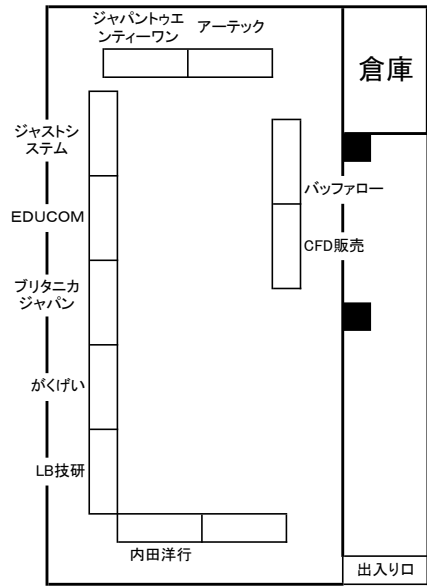 ジャパントゥエ
ンティーワン
アーテック
倉庫
ジャストシ
ステム
バッファロー
EDUCOM
CFD販売
ブリタニカ
ジャパン
がくげい
LB技研
内田洋行
出入り口